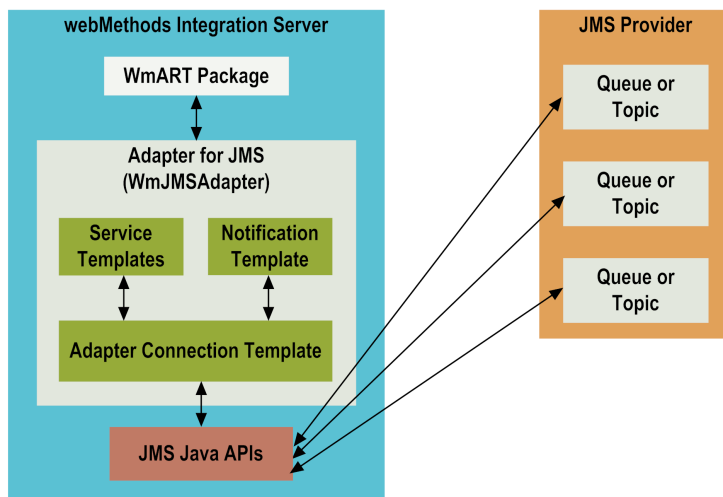 webMethods Integration Server
WmART Package
Adapter for JMS
(WmJMSAdapter)
Service
Templates
Notification
Template
Adapter Connection Template
JMS Java APIs
JMS Provider
Queue or
Topic
Queue or
Topic
Queue or
Topic